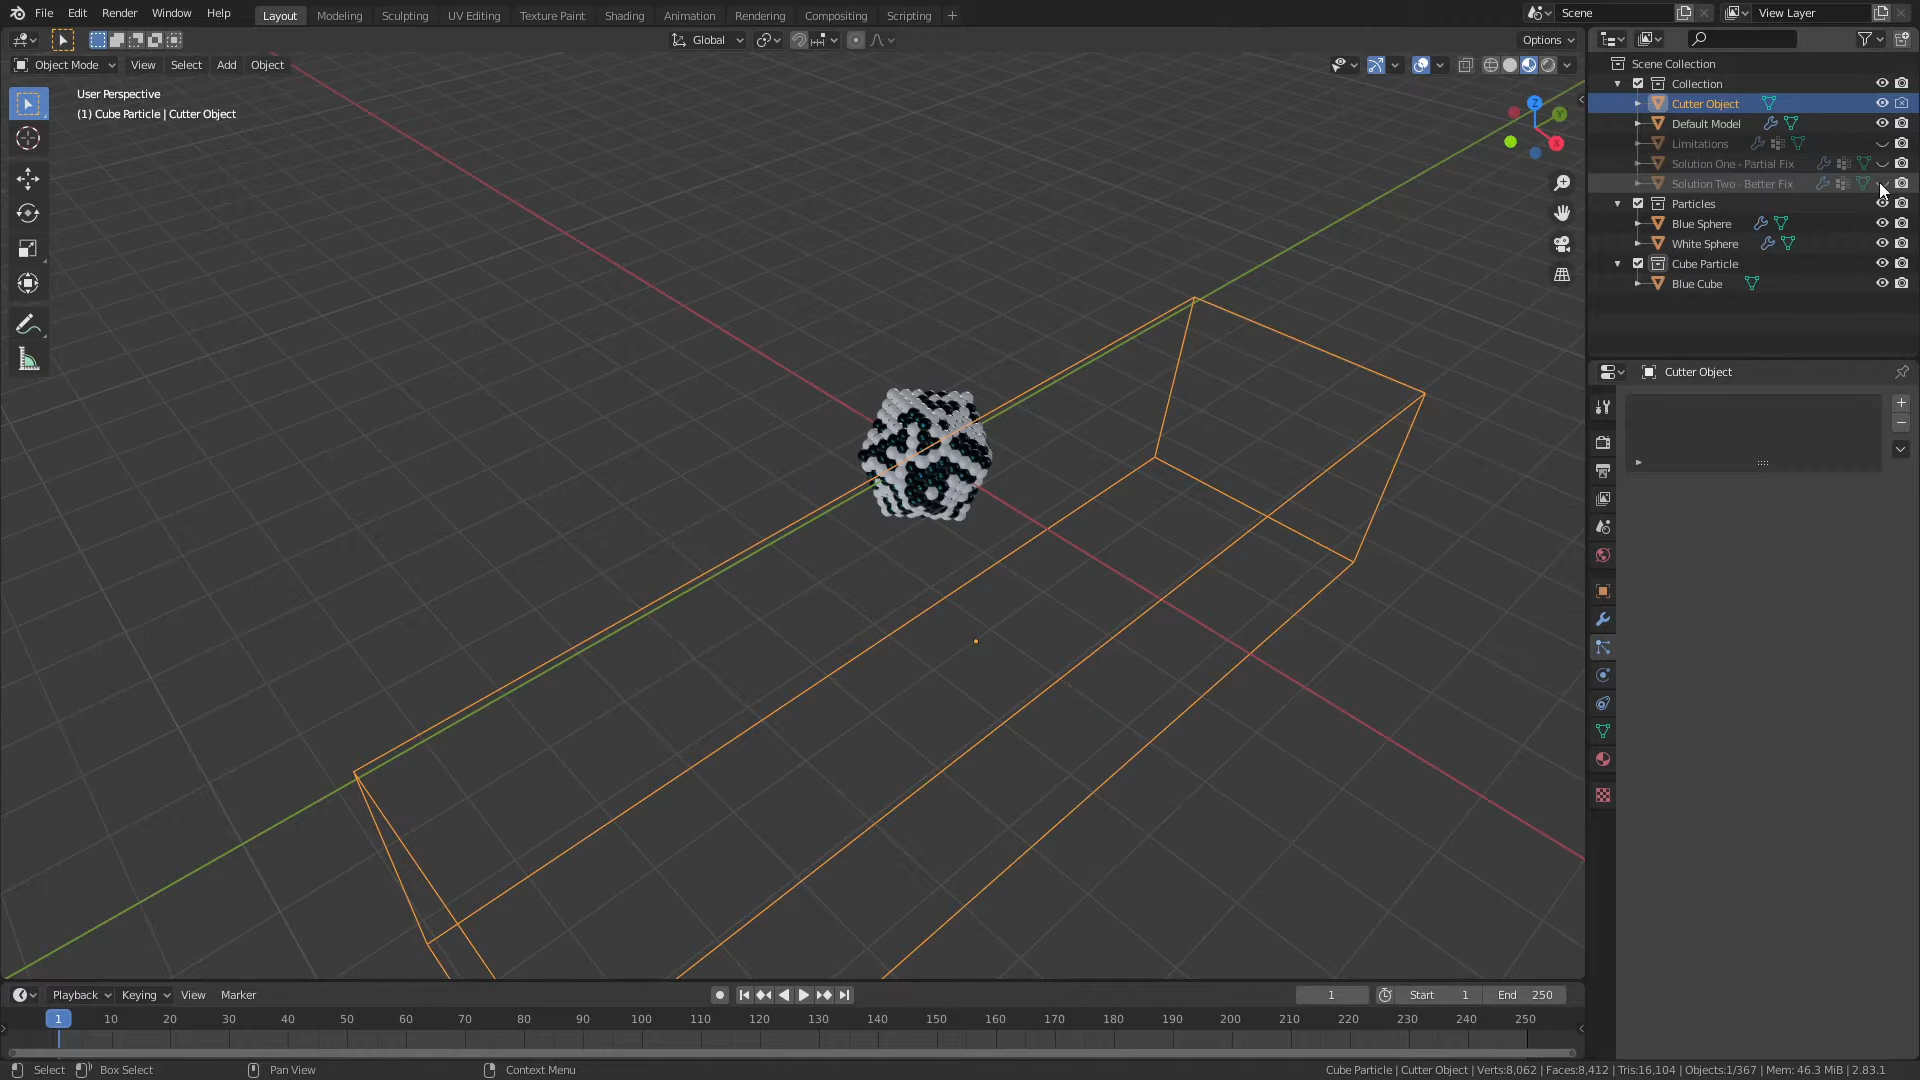 File Edit Render Window Help Layout Modeling Sculpting UV Editing Texture Paint Shading Animation Rendering Compositing Scripting + Scene View Layer
Global Options
Object Mode View Select Add Object
User Perspective
(1) Cube Particle | Cutter Object
Z
Y
X
Scene Collection
Collection
Cutter Object
Default Model
Limitations
Solution One - Partial Fix
Solution Two - Better Fix
Particles
Blue Sphere
White Sphere
Cube Particle
Blue Cube
Cutter Object
Playback Keying View Marker 1 Start 1 End 250
1 10 20 30 40 50 60 70 80 90 100 110 120 130 140 150 160 170 180 190 200 210 220 230 240 250
Select Box Select Pan View Context Menu Cube Particle | Cutter Object | Verts:8,062 | Faces:8,412 | Tris:16,104 | Objects:1/367 | Mem: 46.3 MiB | 2.83.1